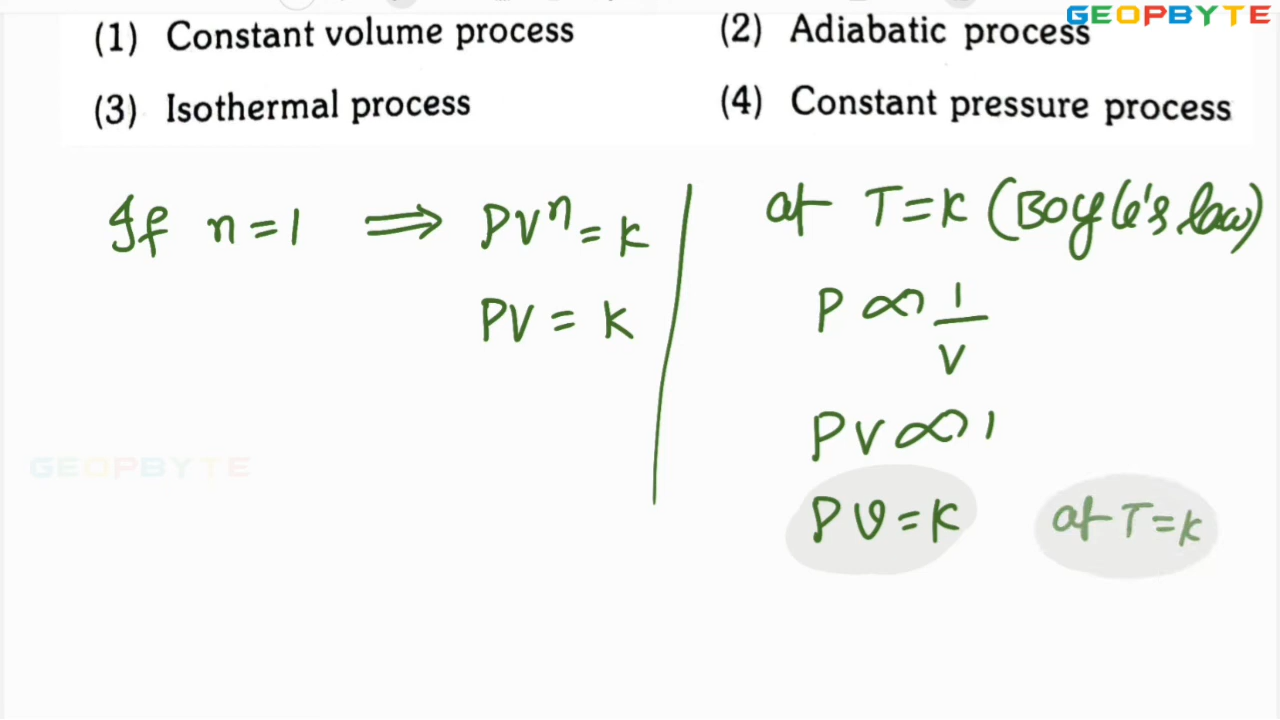 GEOPBYTE
(1) Constant volume process (2) Adiabatic process
(3) Isothermal process (4) Constant pressure process
If n=1 ⟹ PVⁿ = k
PV = k
at T=K (Boyle's law)
P ∝ 1/V
PV ∝ 1
PV=K at T=K
GEOPBYTE